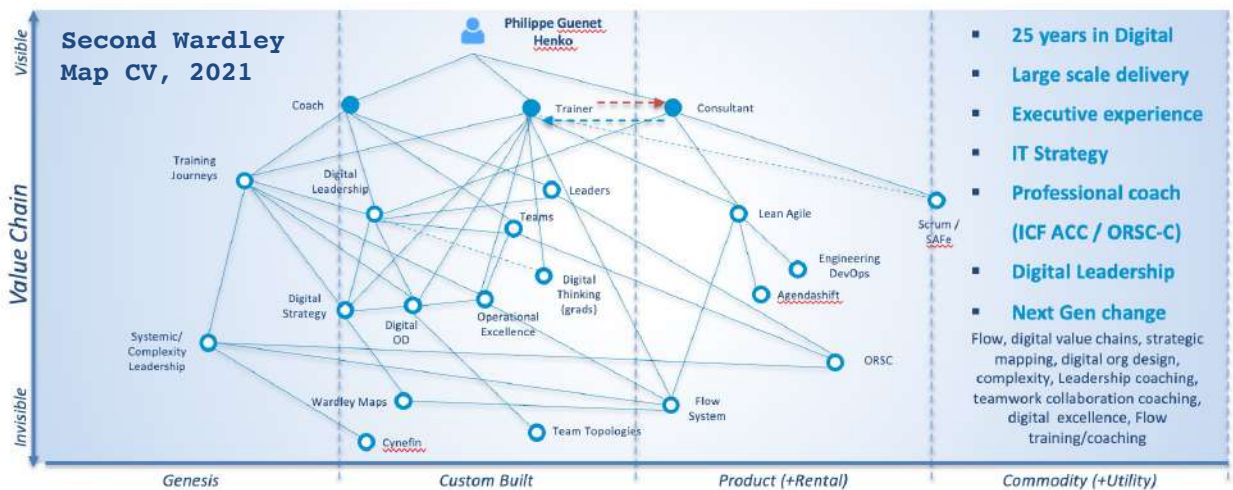 Second Wardley
Map CV, 2021
Philippe Guenet
Henko
Visible
Value Chain
Invisible
Coach
Trainer
Consultant
Training
Journeys
Digital
Leadership
Leaders
Teams
Lean Agile
Scrum /
SAFe
Engineering
DevOps
Agendashift
Digital
Thinking
(grads)
Digital
Strategy
Digital
OD
Operational
Excellence
Systemic/
Complexity
Leadership
ORSC
Wardley Maps
Flow
System
Team Topologies
Cynefin
▪ 25 years in Digital
▪ Large scale delivery
▪ Executive experience
▪ IT Strategy
▪ Professional coach
(ICF ACC / ORSC-C)
▪ Digital Leadership
▪ Next Gen change
Flow, digital value chains, strategic
mapping, digital org design,
complexity, Leadership coaching,
teamwork collaboration coaching,
digital excellence, Flow
training/coaching
Genesis
Custom Built
Product (+Rental)
Commodity (+Utility)